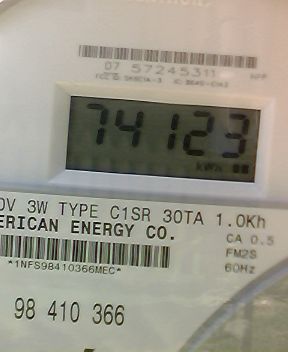 07 57245311
74123
kWh
0V 3W TYPE C1SR 30TA 1.0Kh
ERICAN ENERGY CO.
CA 0.5
FM2S
60Hz
*1NFS98410366MEC*
98 410 366